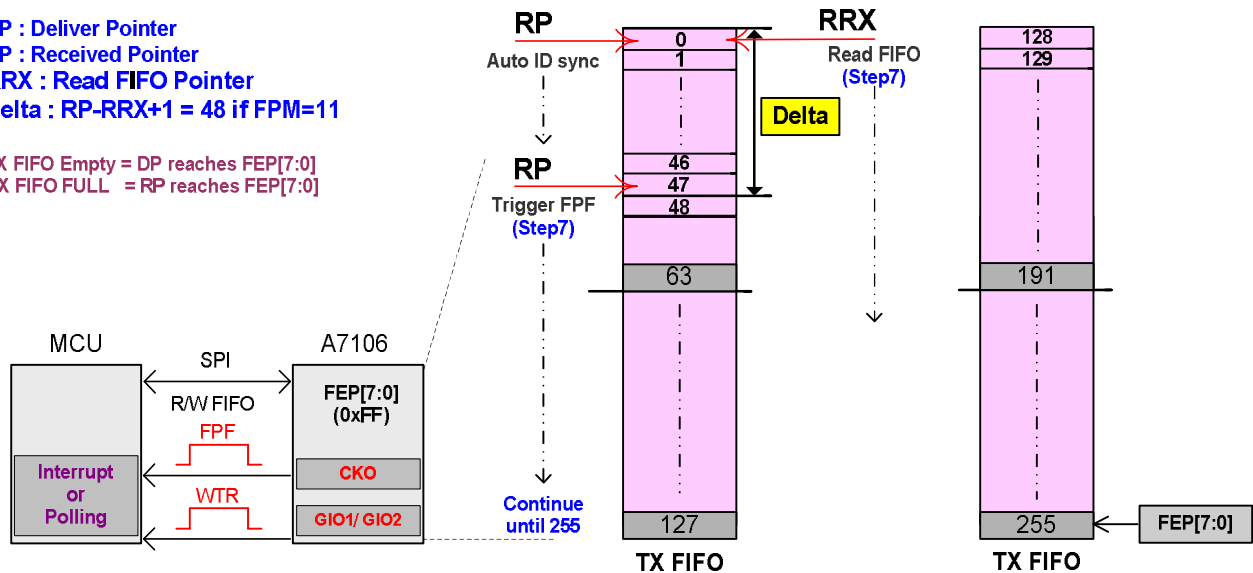 P : Deliver Pointer
P : Received Pointer
RX : Read FIFO Pointer
elta : RP-RRX+1 = 48 if FPM=11
X FIFO Empty = DP reaches FEP[7:0]
X FIFO FULL = RP reaches FEP[7:0]
RP
Auto ID sync
RP
Trigger FPF
(Step7)
Continue
until 255
0
1
46
47
48
63
127
TX FIFO
Delta
RRX
Read FIFO
(Step7)
128
129
191
255
TX FIFO
FEP[7:0]
MCU
Interrupt
or
Polling
SPI
R/W FIFO
FPF
WTR
A7106
FEP[7:0]
(0xFF)
CKO
GIO1/ GIO2